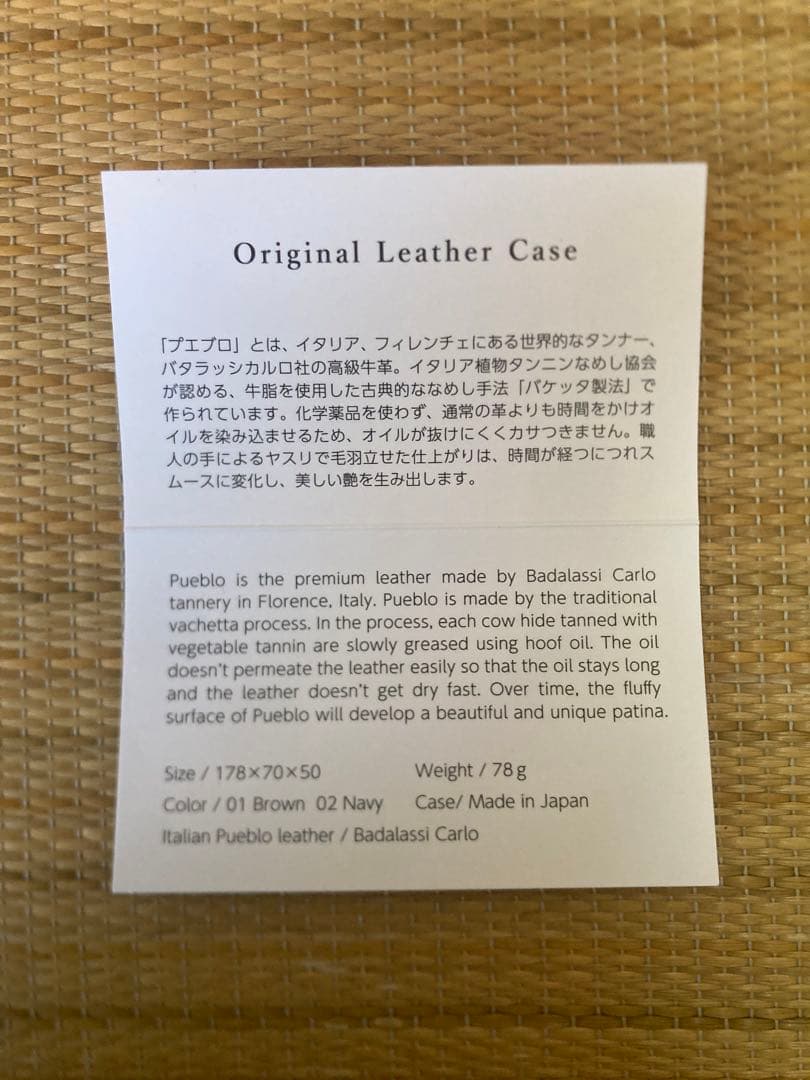 Original Leather Case
「プエブロ」とは、イタリア、フィレンチェにある世界的なタンナー、
バタラッシカルロ社の高級牛革。イタリア植物タンニンなめし協会
が認める、牛脂を使用した古典的ななめし手法「バケッタ製法」で
作られています。化学薬品を使わず、通常の革よりも時間をかけオ
イルを染み込ませるため、オイルが抜けにくくカサつきません。職
人の手によるヤスリで毛羽立せた仕上がりは、時間が経つにつれス
ムースに変化し、美しい艶を生み出します。
Pueblo is the premium leather made by Badalassi Carlo
tannery in Florence, Italy. Pueblo is made by the traditional
vachetta process. In the process, each cow hide tanned with
vegetable tannin are slowly greased using hoof oil. The oil
doesn't permeate the leather easily so that the oil stays long
and the leather doesn't get dry fast. Over time, the fluffy
surface of Pueblo will develop a beautiful and unique patina.
Size / 178×70×50 Weight / 78 g
Color / 01 Brown 02 Navy Case/ Made in Japan
Italian Pueblo leather / Badalassi Carlo